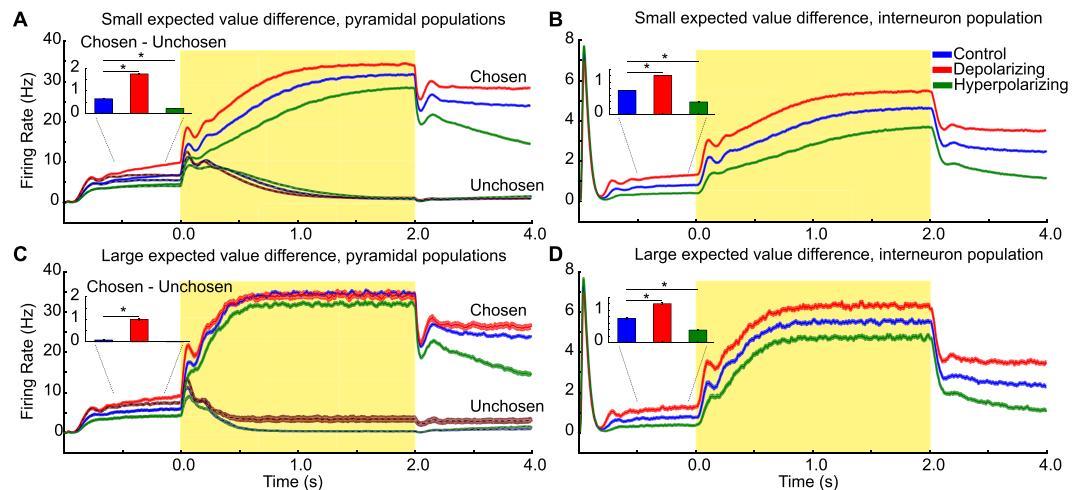 A
Small expected value difference, pyramidal populations
40
30
20
10
0
Firing Rate (Hz)
Chosen - Unchosen
2
1
0
*
*
Chosen
Unchosen
0.0
1.0
2.0
4.0
B
Small expected value difference, interneuron population
8
6
4
2
0
1
0
*
*
Control
Depolarizing
Hyperpolarizing
0.0
1.0
2.0
4.0
C
Large expected value difference, pyramidal populations
40
30
20
10
0
Firing Rate (Hz)
Chosen - Unchosen
2
1
0
*
Chosen
Unchosen
0.0
1.0
2.0
4.0
Time (s)
D
Large expected value difference, interneuron population
8
6
4
2
0
1
0
*
*
0.0
1.0
2.0
4.0
Time (s)